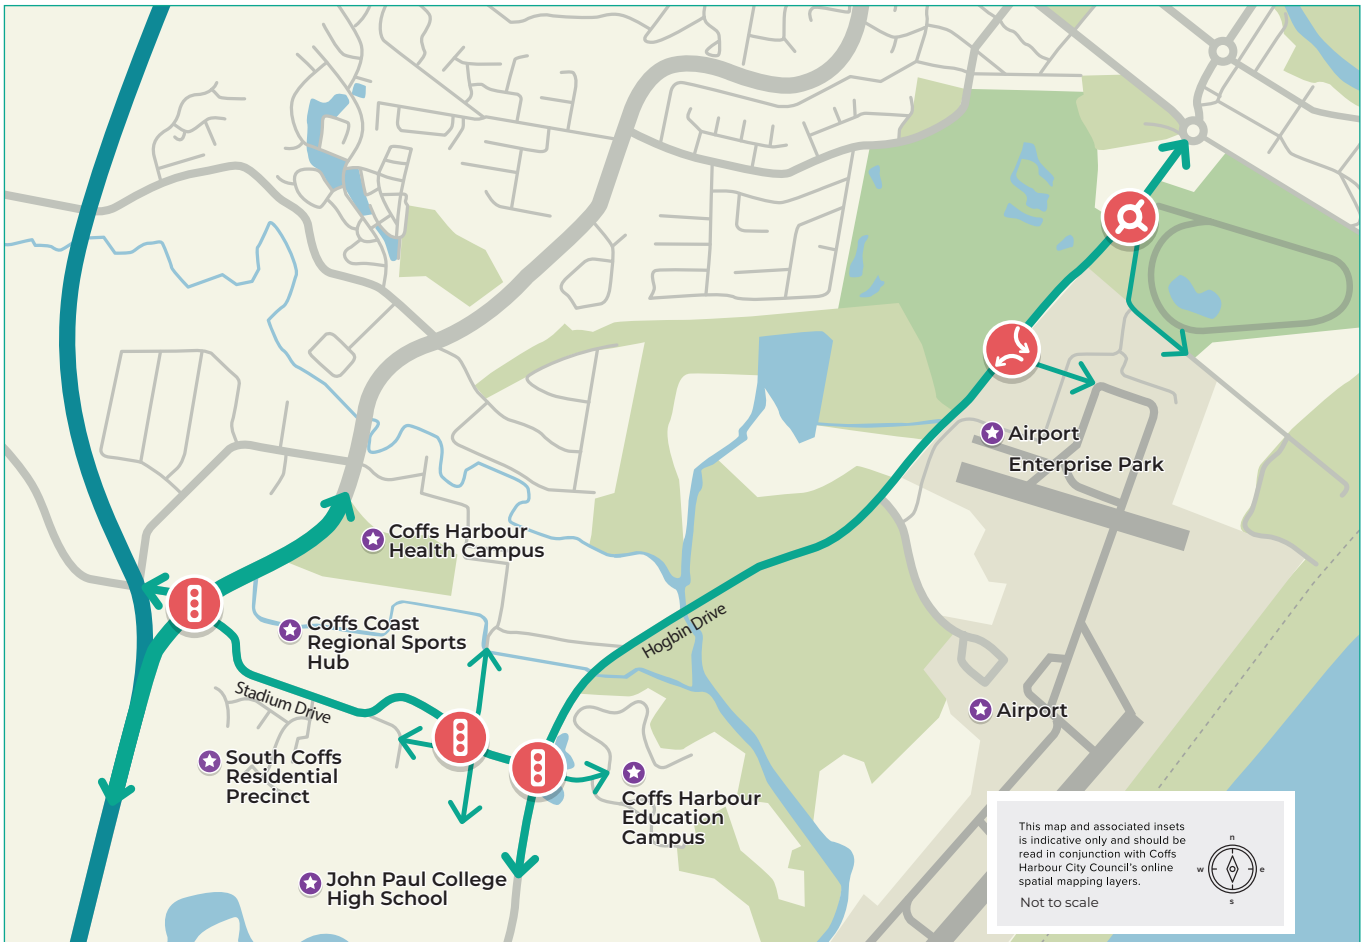 Airport
Enterprise Park
Coffs Harbour
Health Campus
Coffs Coast
Regional Sports
Hub
Hogbin Drive
Stadium Drive
South Coffs
Residential
Precinct
Airport
Coffs Harbour
Education
Campus
John Paul College
High School
This map and associated insets
is indicative only and should be
read in conjunction with Coffs
Harbour City Council's online
spatial mapping layers.
Not to scale
n
w e
s